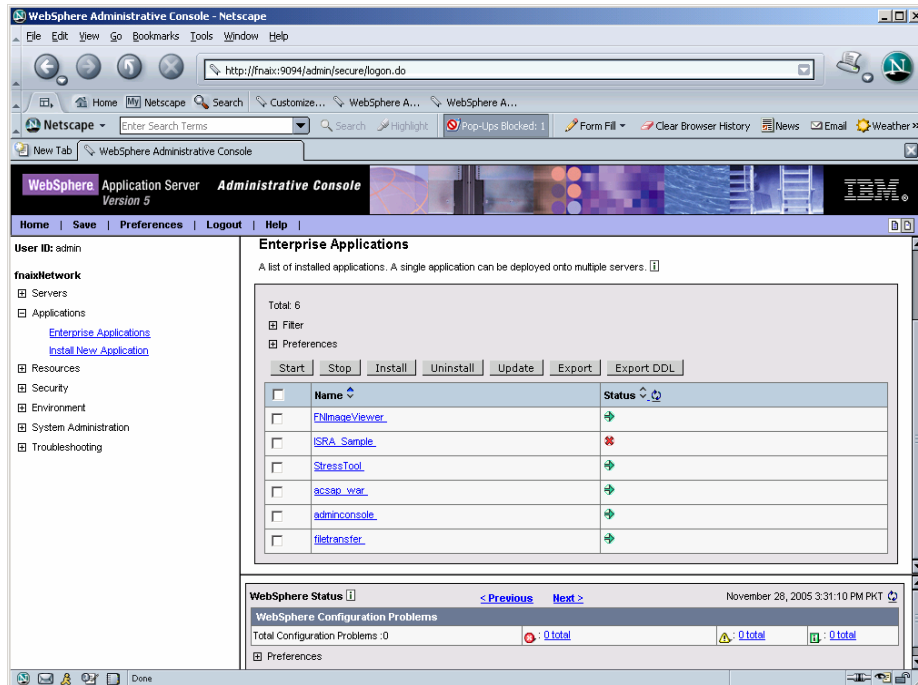 WebSphere Administrative Console - Netscape
File Edit View Go Bookmarks Tools Window Help
http://fnaix:9094/admin/secure/logon.do
Home My Netscape Search Customize... WebSphere A... WebSphere A...
Netscape Enter Search Terms Search Highlight Pop-Ups Blocked: 1 Form Fill Clear Browser History News Email Weather
New Tab WebSphere Administrative Console
WebSphere Application Server Administrative Console
Version 5
IBM.
Home | Save | Preferences | Logout | Help |
User ID: admin
fnaixNetwork
Servers
Applications
Enterprise Applications
Install New Application
Resources
Security
Environment
System Administration
Troubleshooting
Enterprise Applications
A list of installed applications. A single application can be deployed onto multiple servers. i
Total: 6
Filter
Preferences
Start Stop Install Uninstall Update Export Export DDL
Name Status
FNImageViewer
ISRA_Sample
StressTool
acsap_war
adminconsole
filetransfer
WebSphere Status i < Previous Next > November 28, 2005 3:31:10 PM PKT
WebSphere Configuration Problems
Total Configuration Problems :0 : 0 total : 0 total : 0 total
Preferences
Done